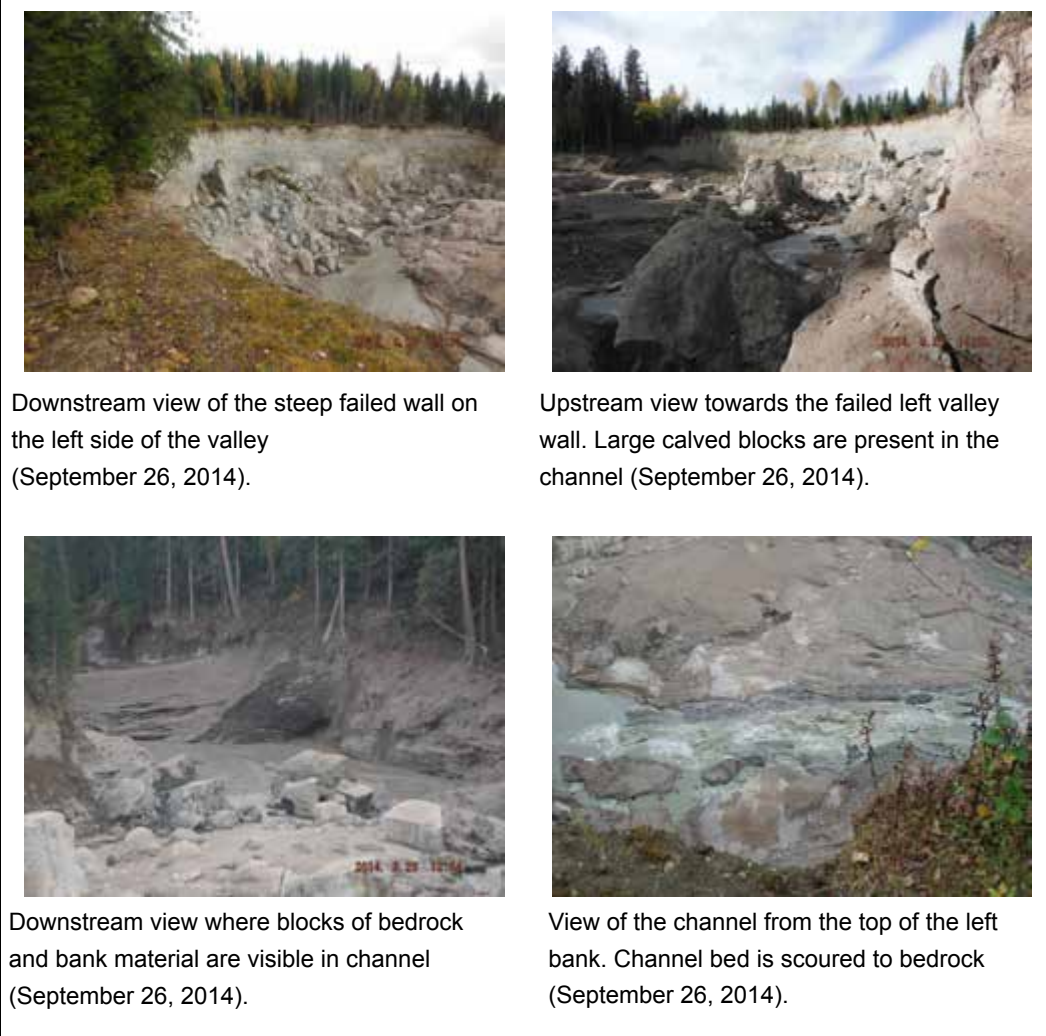 Downstream view of the steep failed wall on
the left side of the valley
(September 26, 2014).
Upstream view towards the failed left valley
wall. Large calved blocks are present in the
channel (September 26, 2014).
Downstream view where blocks of bedrock
and bank material are visible in channel
(September 26, 2014).
View of the channel from the top of the left
bank. Channel bed is scoured to bedrock
(September 26, 2014).